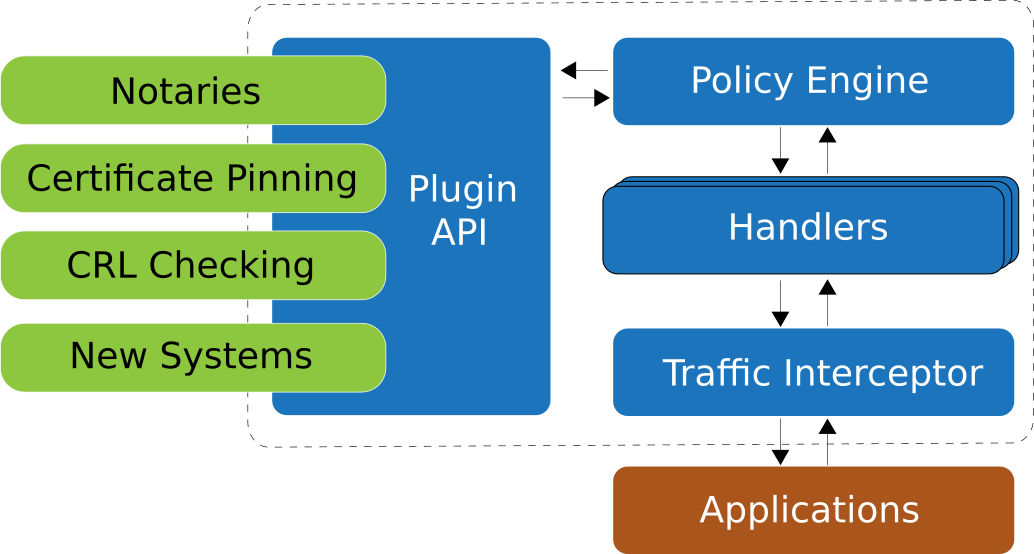 Notaries
Certificate Pinning
CRL Checking
New Systems
Plugin
API
Policy Engine
Handlers
Traffic Interceptor
Applications